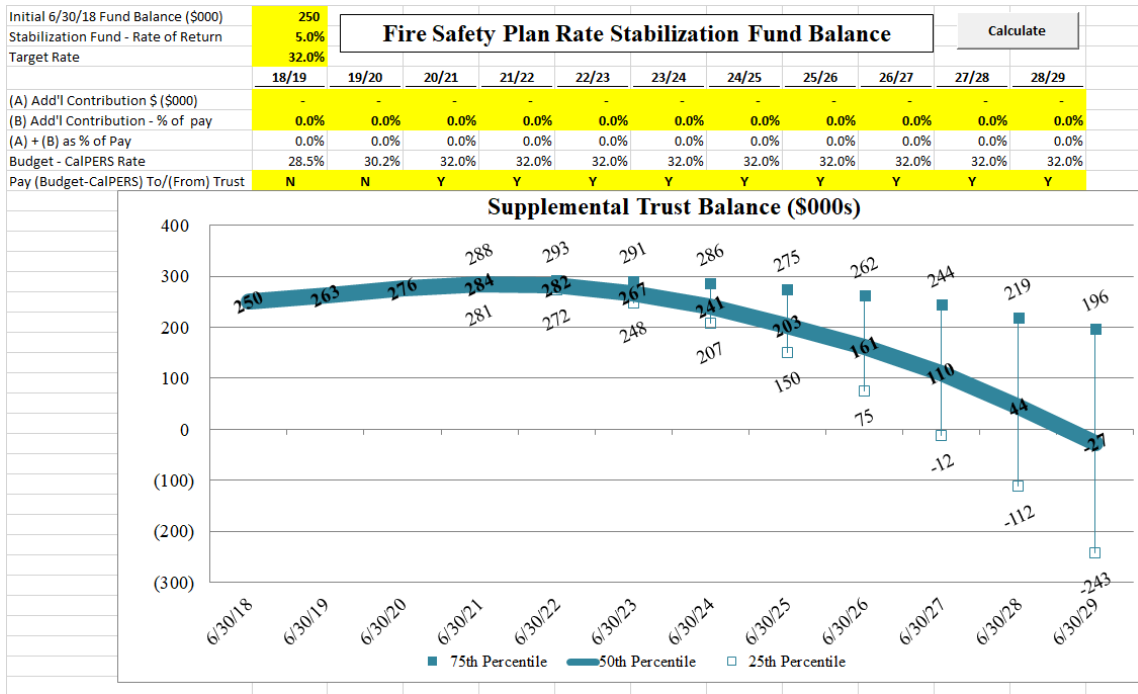 Initial 6/30/18 Fund Balance ($000) 250
Stabilization Fund - Rate of Return 5.0%
Target Rate 32.0%
Fire Safety Plan Rate Stabilization Fund Balance
Calculate
18/19 19/20 20/21 21/22 22/23 23/24 24/25 25/26 26/27 27/28 28/29
(A) Add'l Contribution $ ($000) - - - - - - - - - - -
(B) Add'l Contribution - % of pay 0.0% 0.0% 0.0% 0.0% 0.0% 0.0% 0.0% 0.0% 0.0% 0.0% 0.0%
(A) + (B) as % of Pay 0.0% 0.0% 0.0% 0.0% 0.0% 0.0% 0.0% 0.0% 0.0% 0.0% 0.0%
Budget - CalPERS Rate 28.5% 30.2% 32.0% 32.0% 32.0% 32.0% 32.0% 32.0% 32.0% 32.0% 32.0%
Pay (Budget-CalPERS) To/(From) Trust N N Y Y Y Y Y Y Y Y Y
Supplemental Trust Balance ($000s)
400
300
200
100
0
(100)
(200)
(300)
288 293 291 286 275 262 244 219 196
250 263 276 284 282 267 241 203 161 110 44 -27
281 272 248 207 150 75 -12 -112 -243
6/30/18 6/30/19 6/30/20 6/30/21 6/30/22 6/30/23 6/30/24 6/30/25 6/30/26 6/30/27 6/30/28 6/30/29
75th Percentile 50th Percentile 25th Percentile